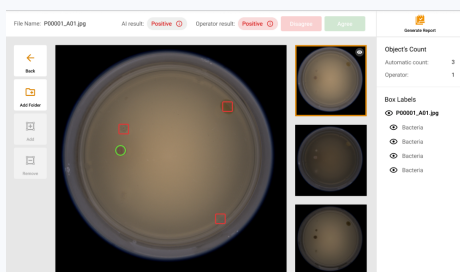 File Name: P00001_A01.jpg
AI result: Positive
Operator result: Positive
Disagree
Agree
Generate Report
Back
Add Folder
Add
Remove
Object's Count
Automatic count: 3
Operator: 1
Box Labels
P00001_A01.jpg
Bacteria
Bacteria
Bacteria
Bacteria